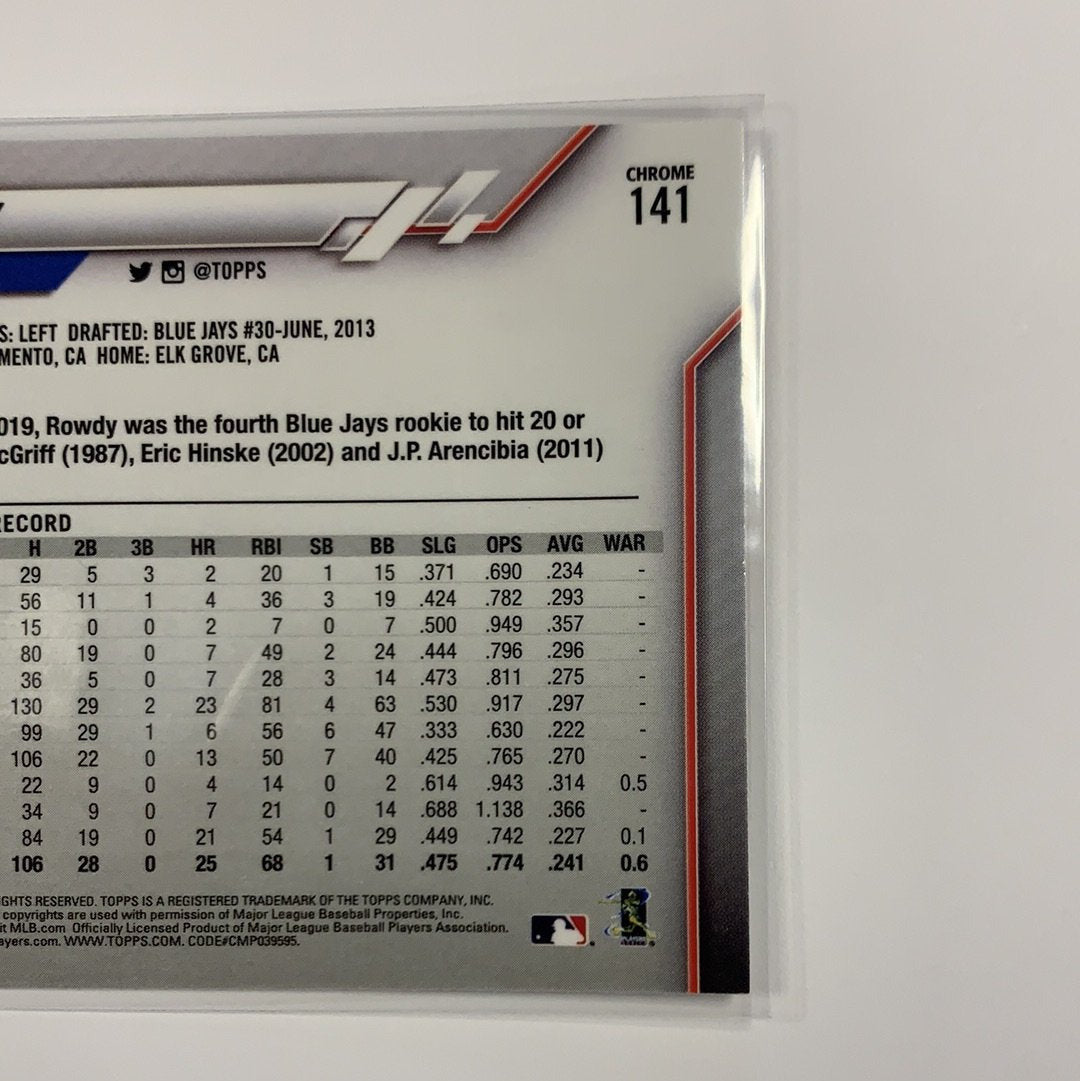 CHROME
141
@TOPPS
S: LEFT DRAFTED: BLUE JAYS #30-JUNE, 2013
MENTO, CA HOME: ELK GROVE, CA
019, Rowdy was the fourth Blue Jays rookie to hit 20 or
cGriff (1987), Eric Hinske (2002) and J.P. Arencibia (2011)
RECORD
H 2B 3B HR RBI SB BB SLG OPS AVG WAR
29 5 3 2 20 1 15 .371 .690 .234 -
56 11 1 4 36 3 19 .424 .782 .293 -
15 0 0 2 7 0 7 .500 .949 .357 -
80 19 0 7 49 2 24 .444 .796 .296 -
36 5 0 7 28 3 14 .473 .811 .275 -
130 29 2 23 81 4 63 .530 .917 .297 -
99 29 1 6 56 6 47 .333 .630 .222 -
106 22 0 13 50 7 40 .425 .765 .270 -
22 9 0 4 14 0 2 .614 .943 .314 0.5
34 9 0 7 21 0 14 .688 1.138 .366 -
84 19 0 21 54 1 29 .449 .742 .227 0.1
106 28 0 25 68 1 31 .475 .774 .241 0.6
GHTS RESERVED. TOPPS IS A REGISTERED TRADEMARK OF THE TOPPS COMPANY, INC.
copyrights are used with permission of Major League Baseball Properties, Inc.
it MLB.com Officially Licensed Product of Major League Baseball Players Association.
ayers.com. WWW.TOPPS.COM. CODE#CMP039595.